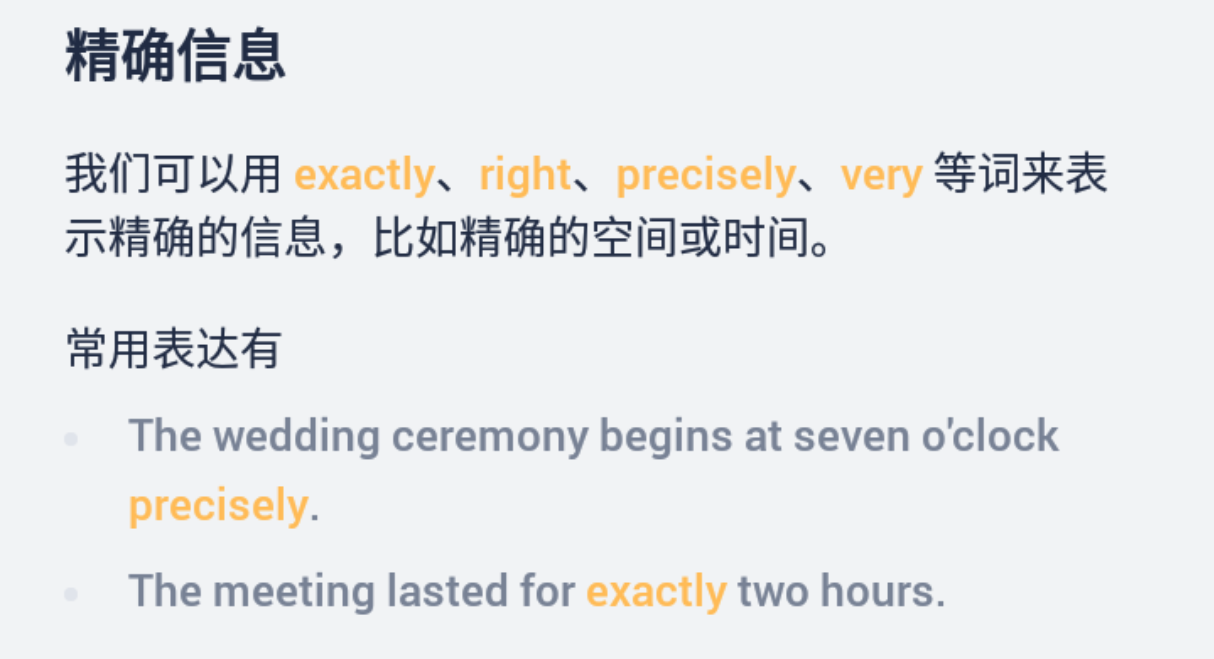 精确信息
我们可以用 exactly、right、precisely、very 等词来表
示精确的信息，比如精确的空间或时间。
常用表达有
The wedding ceremony begins at seven o'clock
precisely.
The meeting lasted for exactly two hours.